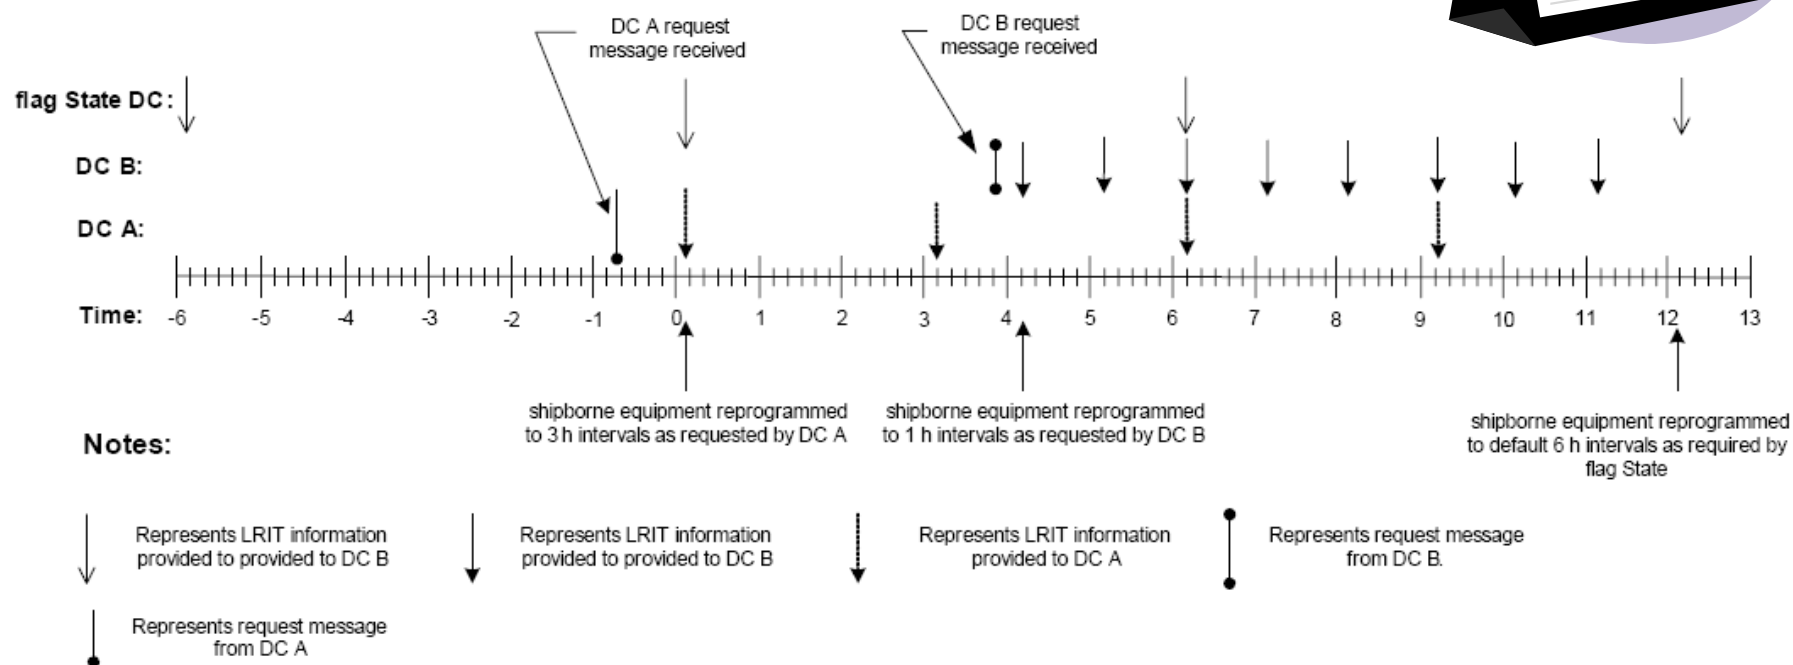 DC A request
message received
DC B request
message received
flag State DC:
DC B:
DC A:
Time: -6 -5 -4 -3 -2 -1 0 1 2 3 4 5 6 7 8 9 10 11 12 13
shipborne equipment reprogrammed
to 3 h intervals as requested by DC A
shipborne equipment reprogrammed
to 1 h intervals as requested by DC B
shipborne equipment reprogrammed
to default 6 h intervals as required by
flag State
Notes:
Represents LRIT information
provided to provided to DC B
Represents LRIT information
provided to provided to DC B
Represents LRIT information
provided to DC A
Represents request message
from DC B.
Represents request message
from DC A